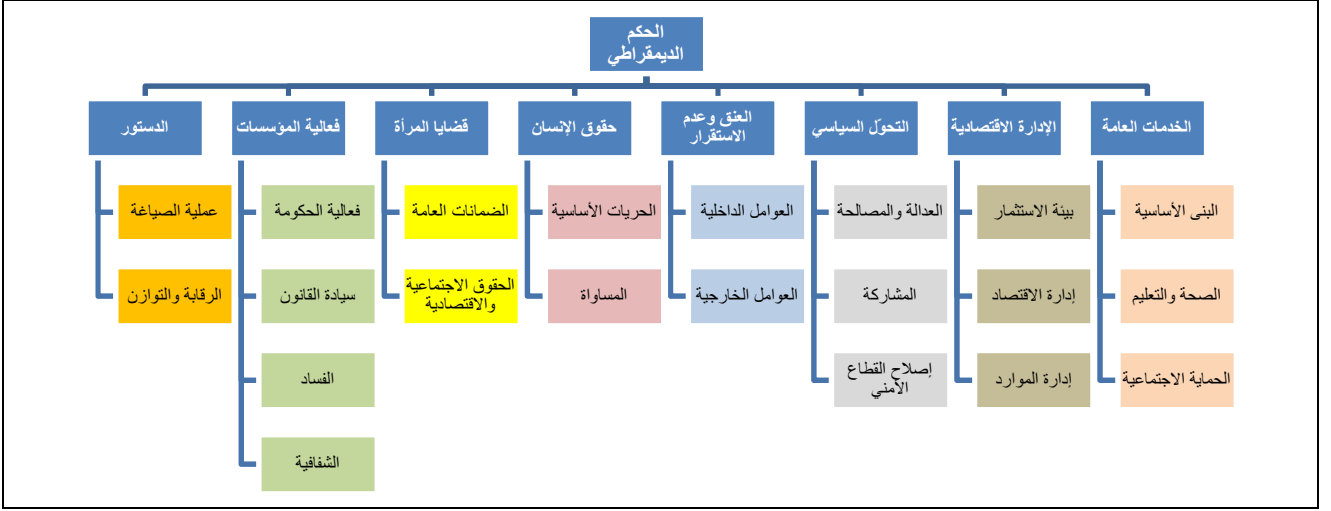 الحكم
الديمقراطي
الخدمات العامة
الإدارة الاقتصادية
التحوّل السياسي
العنق وعدم
الاستقرار
حقوق الإنسان
قضايا المرأة
فعالية المؤسسات
الدستور
البنى الأساسية
الصحة والتعليم
الحماية الاجتماعية
بيئة الاستثمار
إدارة الاقتصاد
إدارة الموارد
العدالة والمصالحة
المشاركة
إصلاح القطاع
الأمني
العوامل الداخلية
العوامل الخارجية
الحريات الأساسية
المساواة
الضمانات العامة
الحقوق الاجتماعية
والاقتصادية
فعالية الحكومة
سيادة القانون
الفساد
الشفافية
عملية الصياغة
الرقابة والتوازن